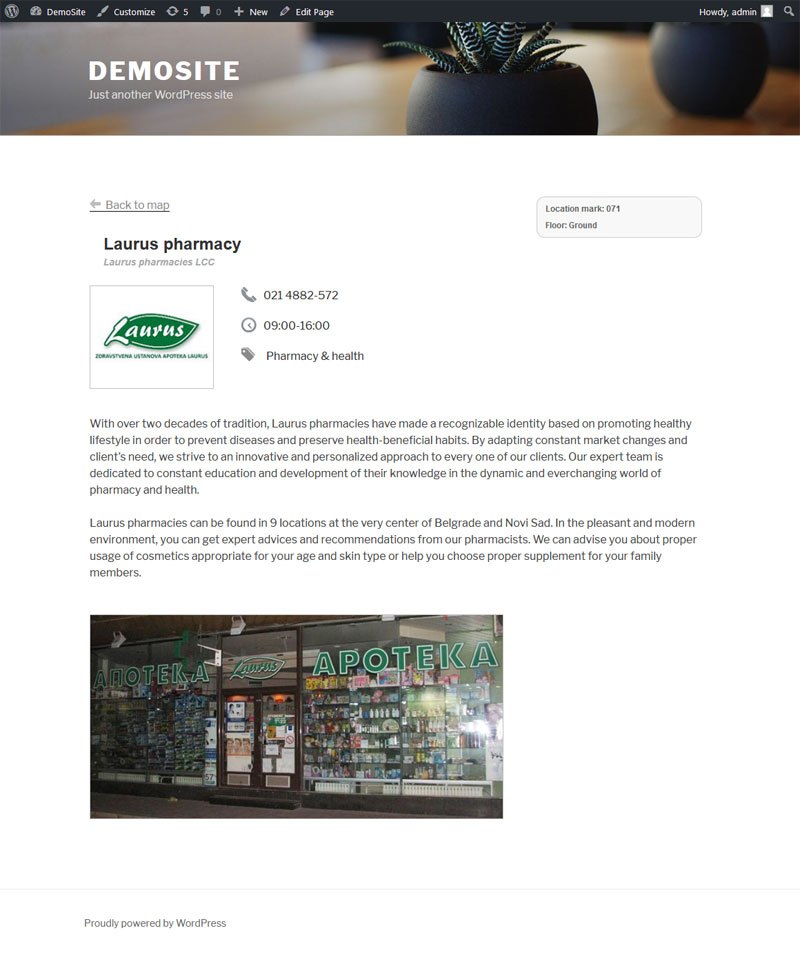 DemoSite Customize 5 0 New Edit Page Howdy, admin
DEMOSITE
Just another WordPress site
Back to map
Location mark: 071
Floor: Ground
Laurus pharmacy
Laurus pharmacies LCC
Laurus
ZDRAVSTVENA USTANOVA APOTEKA LAURUS
021 4882-572
09:00-16:00
Pharmacy & health
With over two decades of tradition, Laurus pharmacies have made a recognizable identity based on promoting healthy
lifestyle in order to prevent diseases and preserve health-beneficial habits. By adapting constant market changes and
client's need, we strive to an innovative and personalized approach to every one of our clients. Our expert team is
dedicated to constant education and development of their knowledge in the dynamic and everchanging world of
pharmacy and health.
Laurus pharmacies can be found in 9 locations at the very center of Belgrade and Novi Sad. In the pleasant and modern
environment, you can get expert advices and recommendations from our pharmacists. We can advise you about proper
usage of cosmetics appropriate for your age and skin type or help you choose proper supplement for your family
members.
АПОТЕКА Laurus APOTEKA
Proudly powered by WordPress